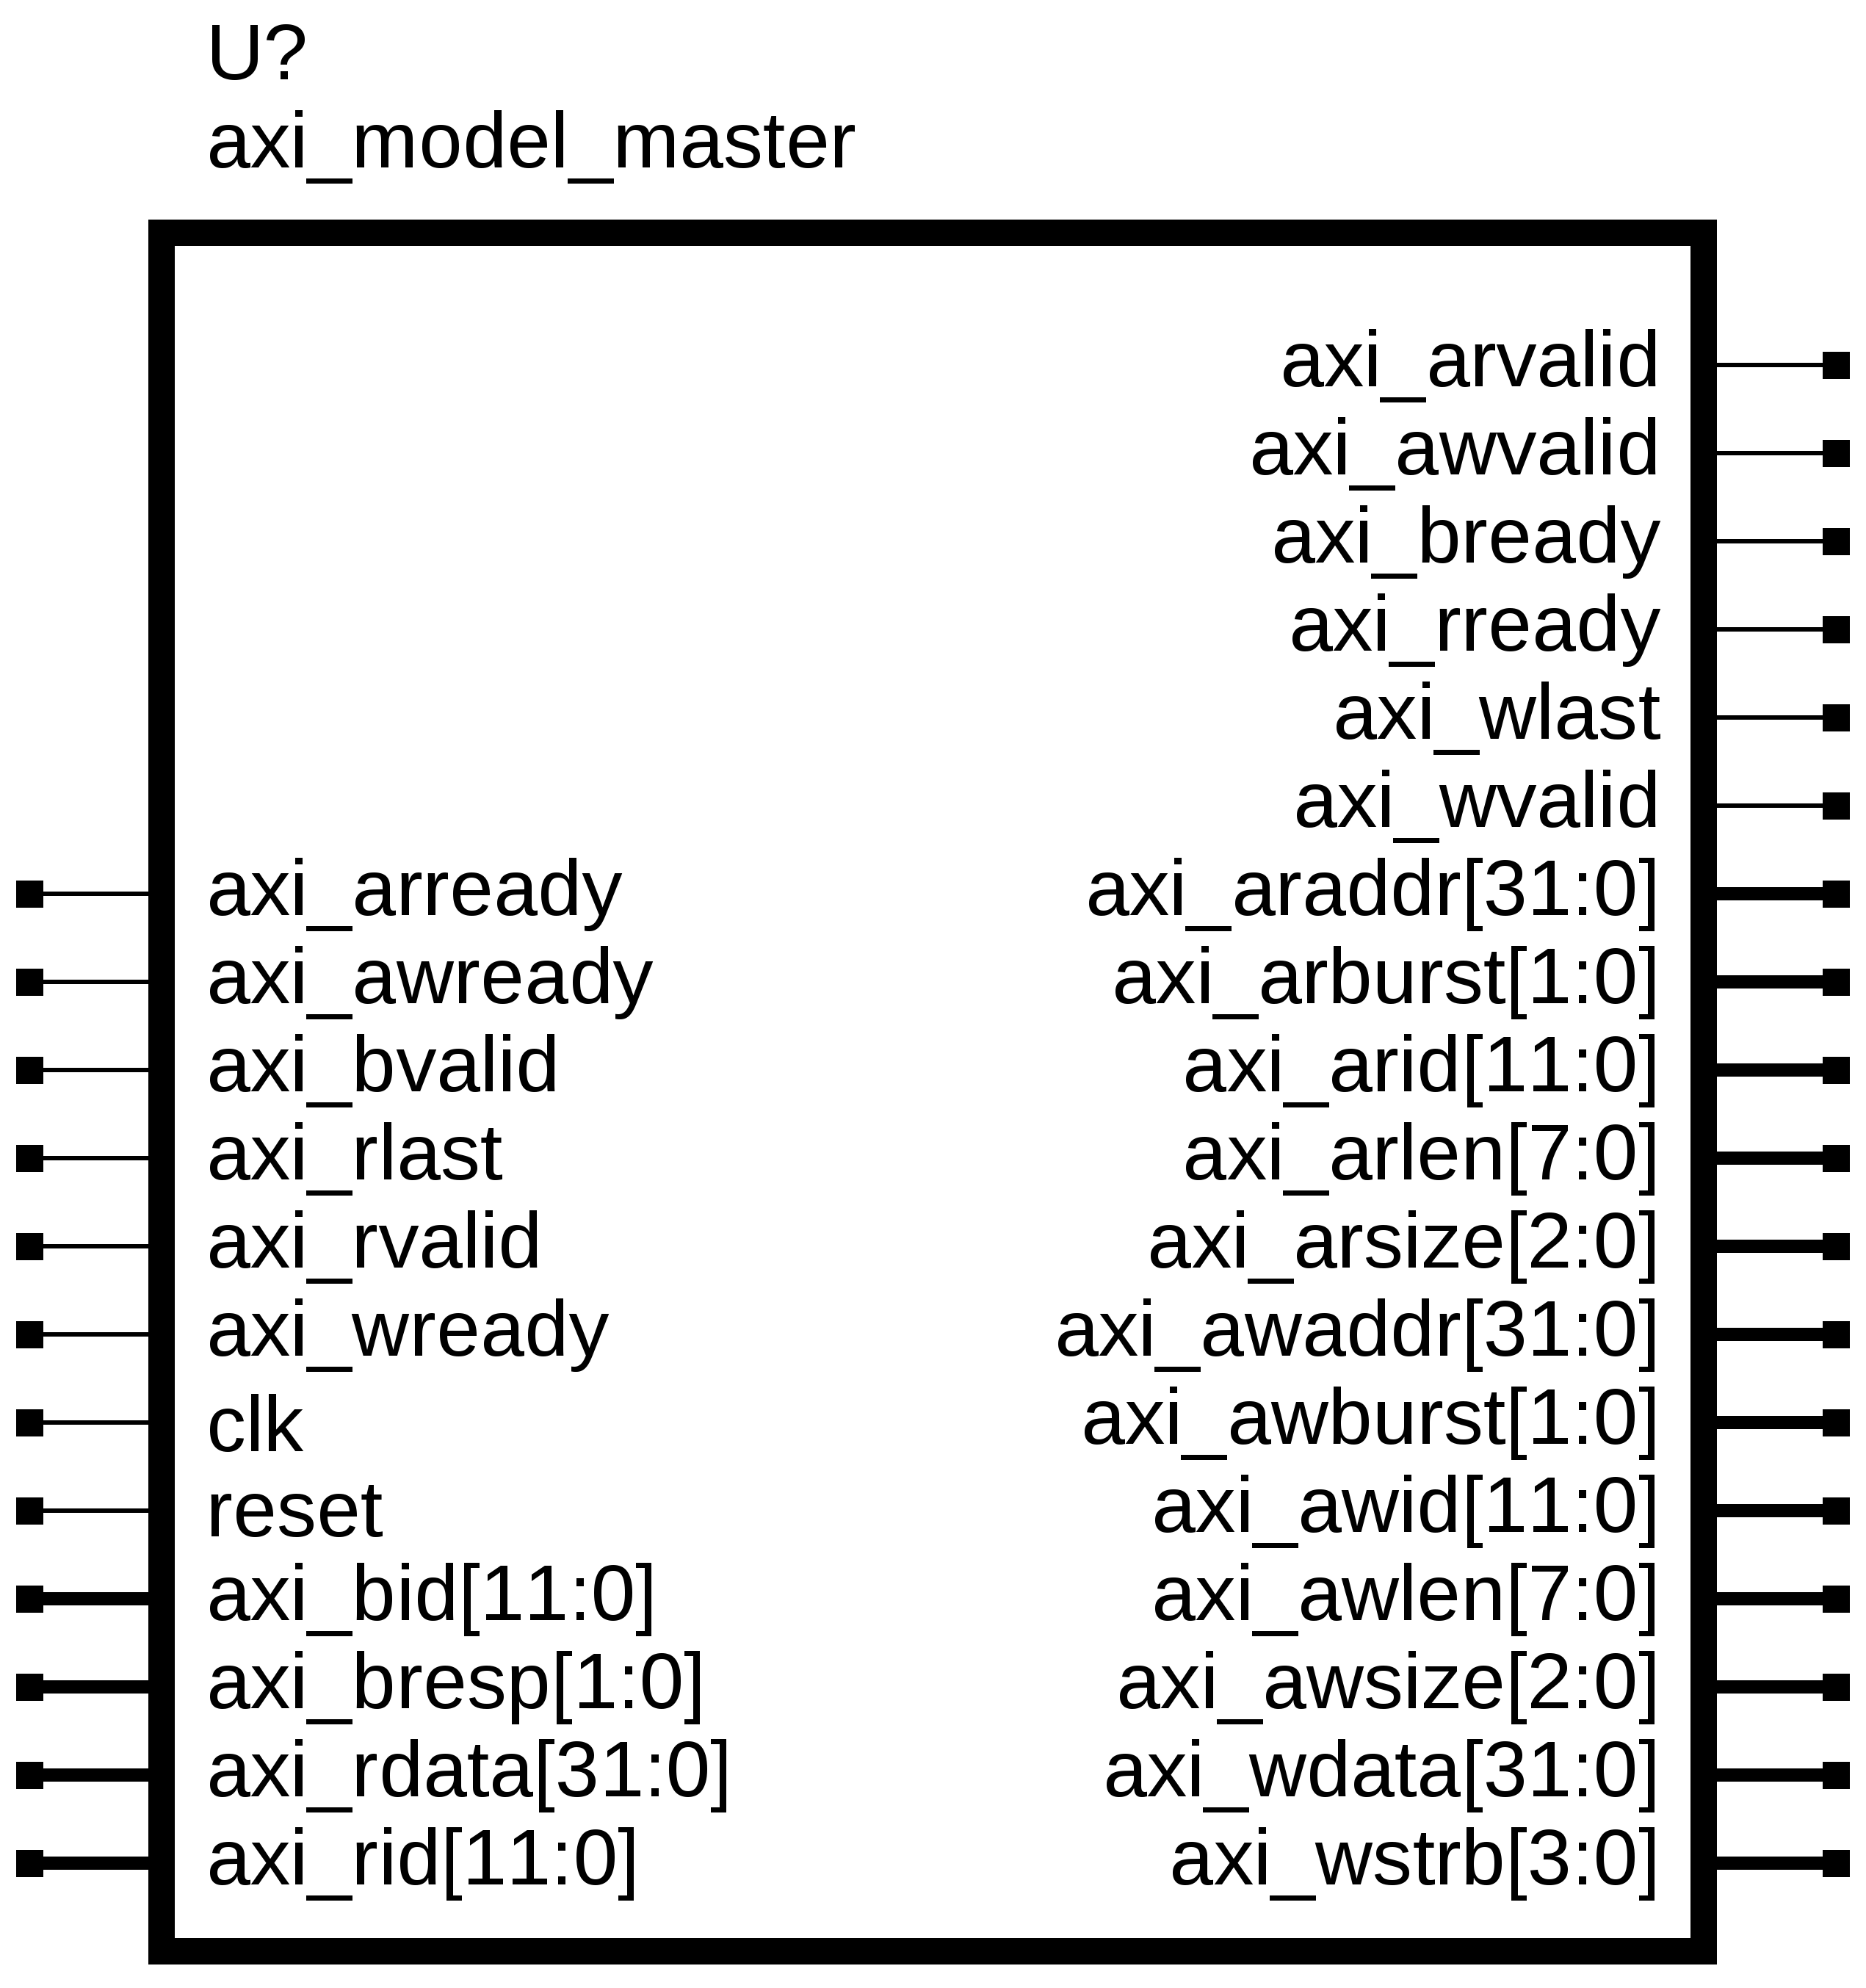 U?
axi_model_master
axi_arvalid
axi_awvalid
axi_bready
axi_rready
axi_wlast
axi_wvalid
axi_arready axi_araddr[31:0]
axi_awready axi_arburst[1:0]
axi_bvalid axi_arid[11:0]
axi_rlast axi_arlen[7:0]
axi_rvalid axi_arsize[2:0]
axi_wready axi_awaddr[31:0]
clk axi_awburst[1:0]
reset axi_awid[11:0]
axi_bid[11:0] axi_awlen[7:0]
axi_bresp[1:0] axi_awsize[2:0]
axi_rdata[31:0] axi_wdata[31:0]
axi_rid[11:0] axi_wstrb[3:0]